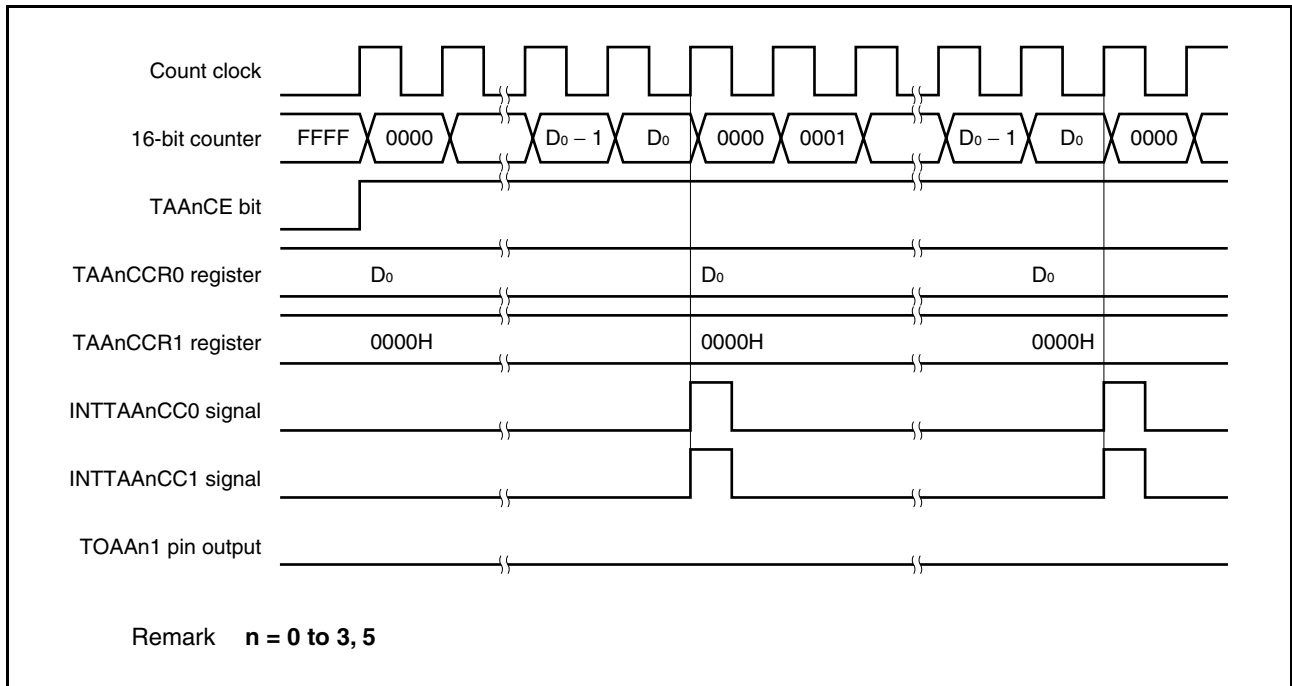 Count clock
16-bit counter FFFF 0000 D₀ − 1 D₀ 0000 0001 D₀ − 1 D₀ 0000
TAAnCE bit
TAAnCCR0 register D₀ D₀ D₀
TAAnCCR1 register 0000H 0000H 0000H
INTTAAnCC0 signal
INTTAAnCC1 signal
TOAAn1 pin output
Remark n = 0 to 3, 5